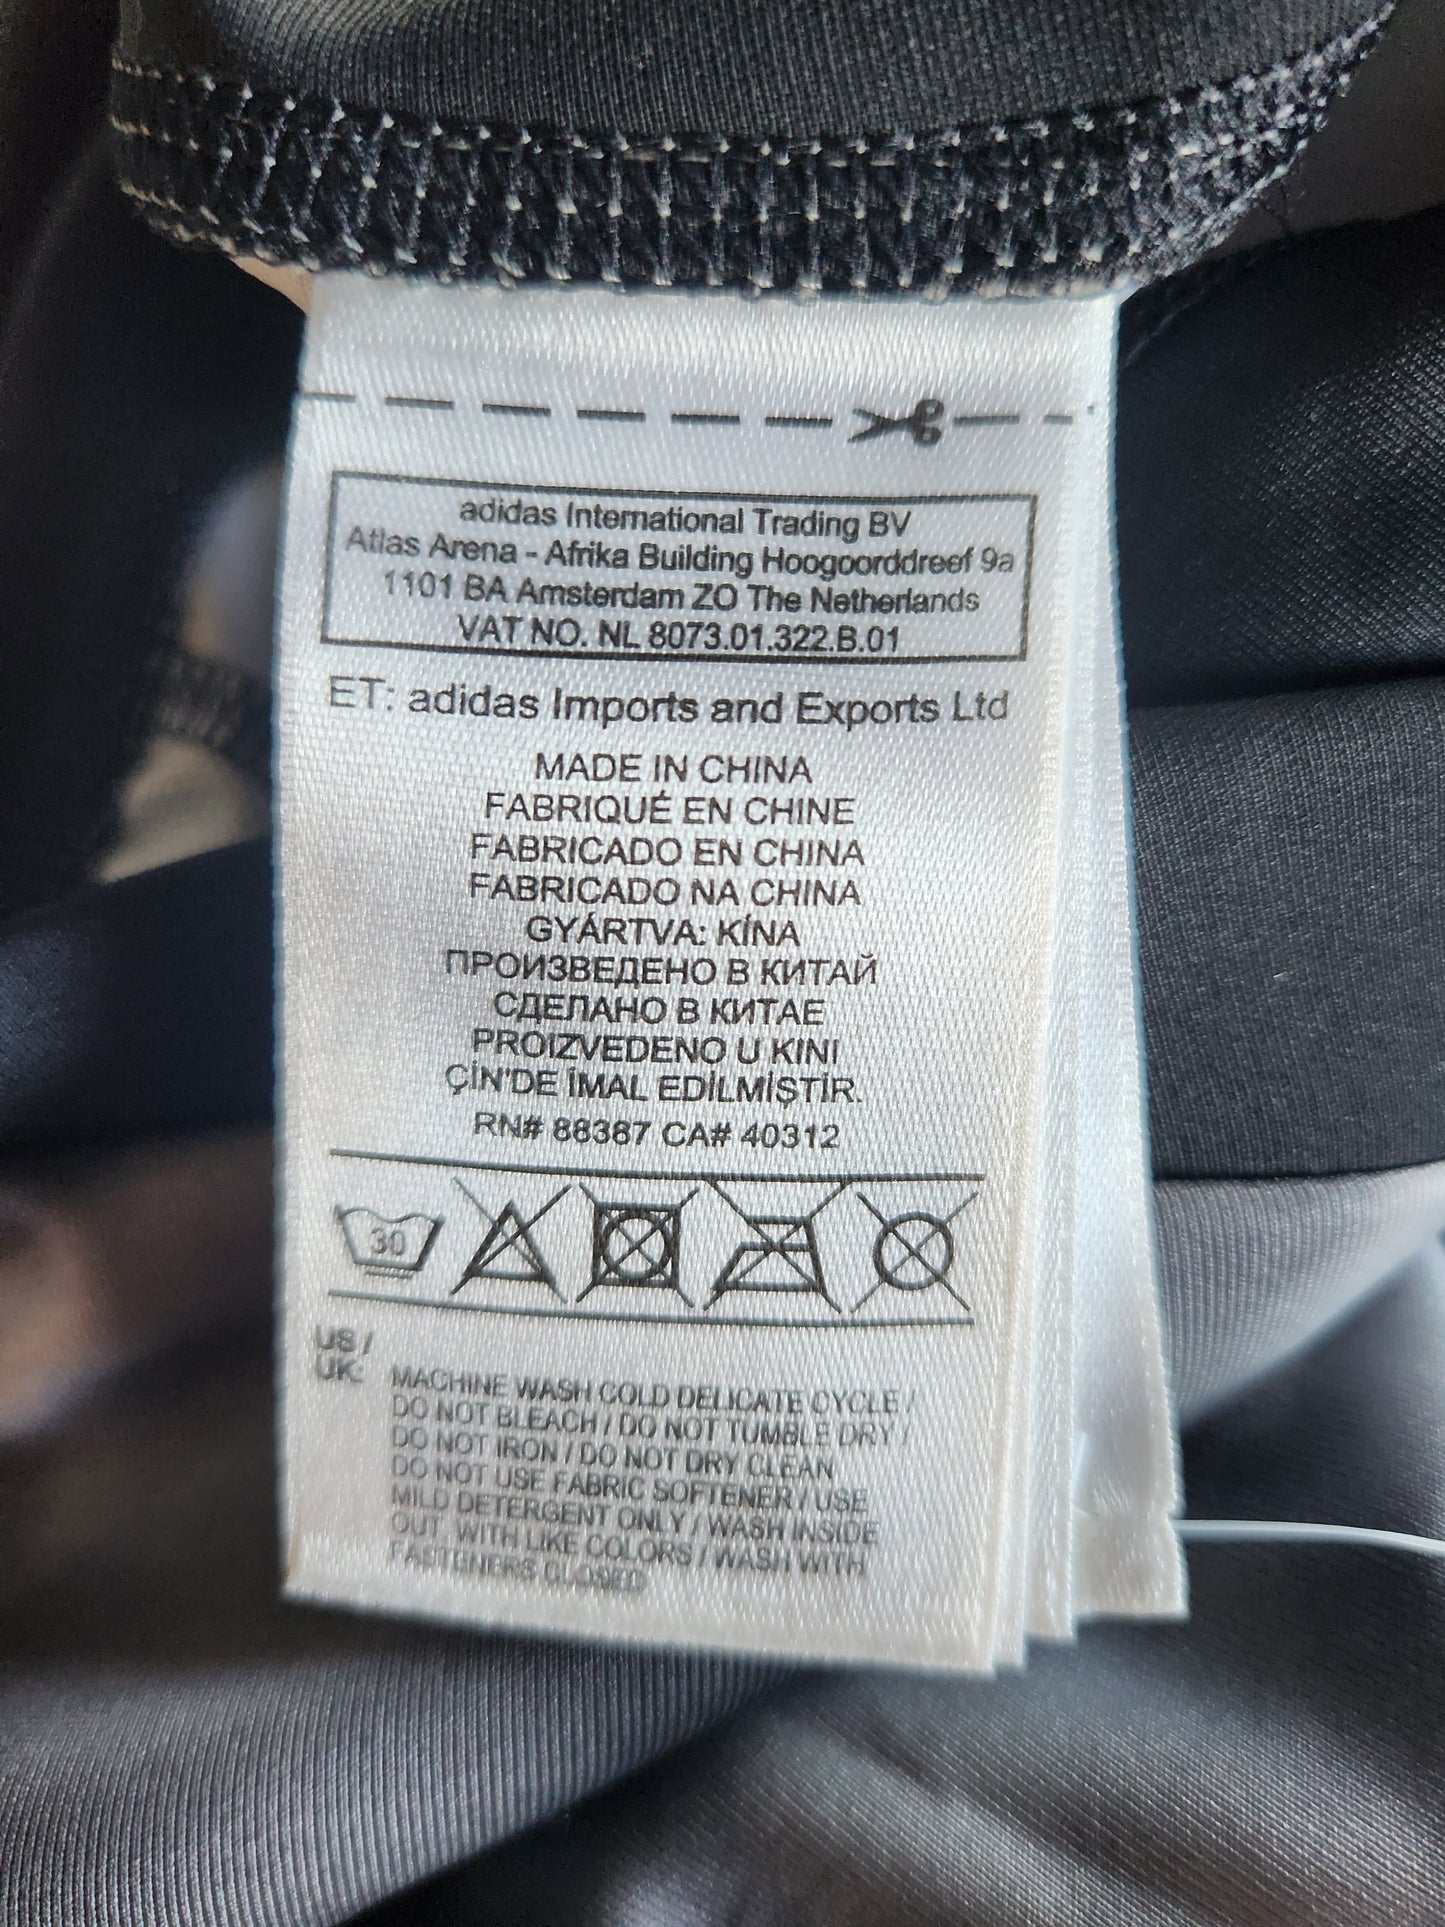 adidas International Trading BV
Atlas Arena - Afrika Building Hoogoorddreef 9a
1101 BA Amsterdam ZO The Netherlands
VAT NO. NL 8073.01.322.B.01
ET: adidas Imports and Exports Ltd
MADE IN CHINA
FABRIQUÉ EN CHINE
FABRICADO EN CHINA
FABRICADO NA CHINA
GYÁRTVA: KÍNA
ПРОИЗВЕДЕНО В КИТАЙ
СДЕЛАНО В КИТАЕ
PROIZVEDENO U KINI
ÇİN'DE İMAL EDİLMİŞTİR.
RN# 88387 CA# 40312
30
US /
UK:
MACHINE WASH COLD DELICATE CYCLE /
DO NOT BLEACH / DO NOT TUMBLE DRY /
DO NOT IRON / DO NOT DRY CLEAN
DO NOT USE FABRIC SOFTENER / USE
MILD DETERGENT ONLY / WASH INSIDE
OUT, WITH LIKE COLORS / WASH WITH
FASTENERS CLOSED